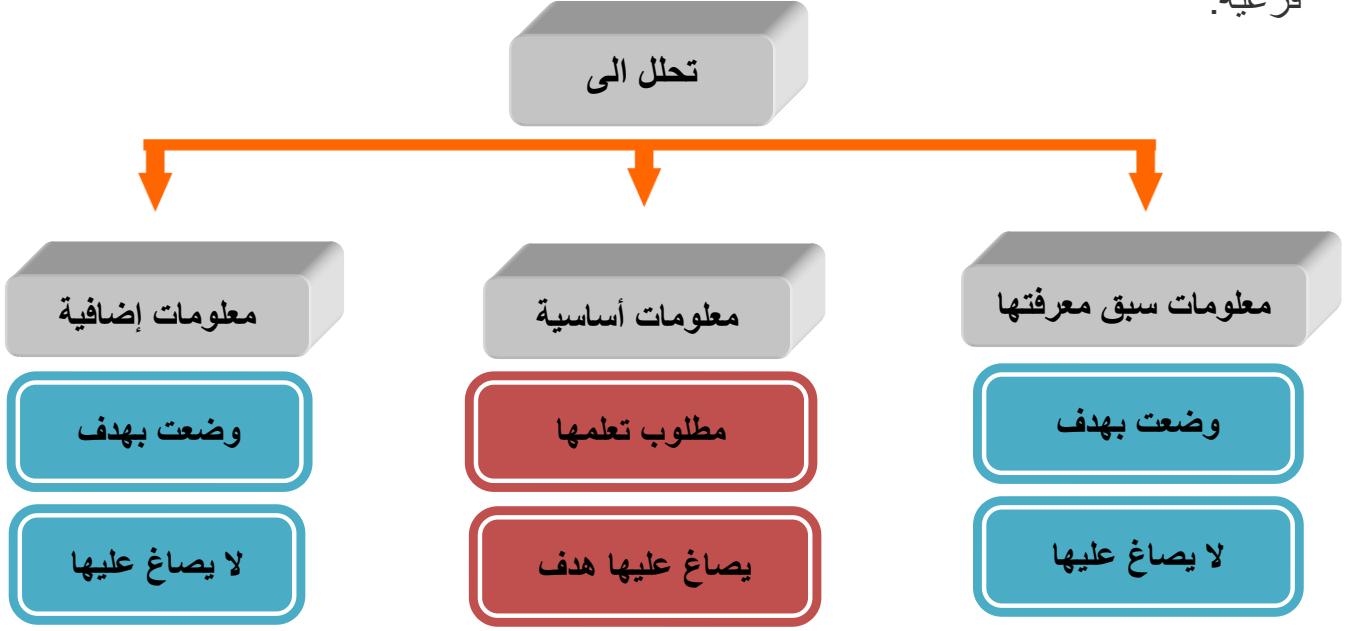 فرعية.
تحلل الى
معلومات سبق معرفتها
معلومات أساسية
معلومات إضافية
وضعت بهدف
مطلوب تعلمها
وضعت بهدف
لا يصاغ عليها
يصاغ عليها هدف
لا يصاغ عليها